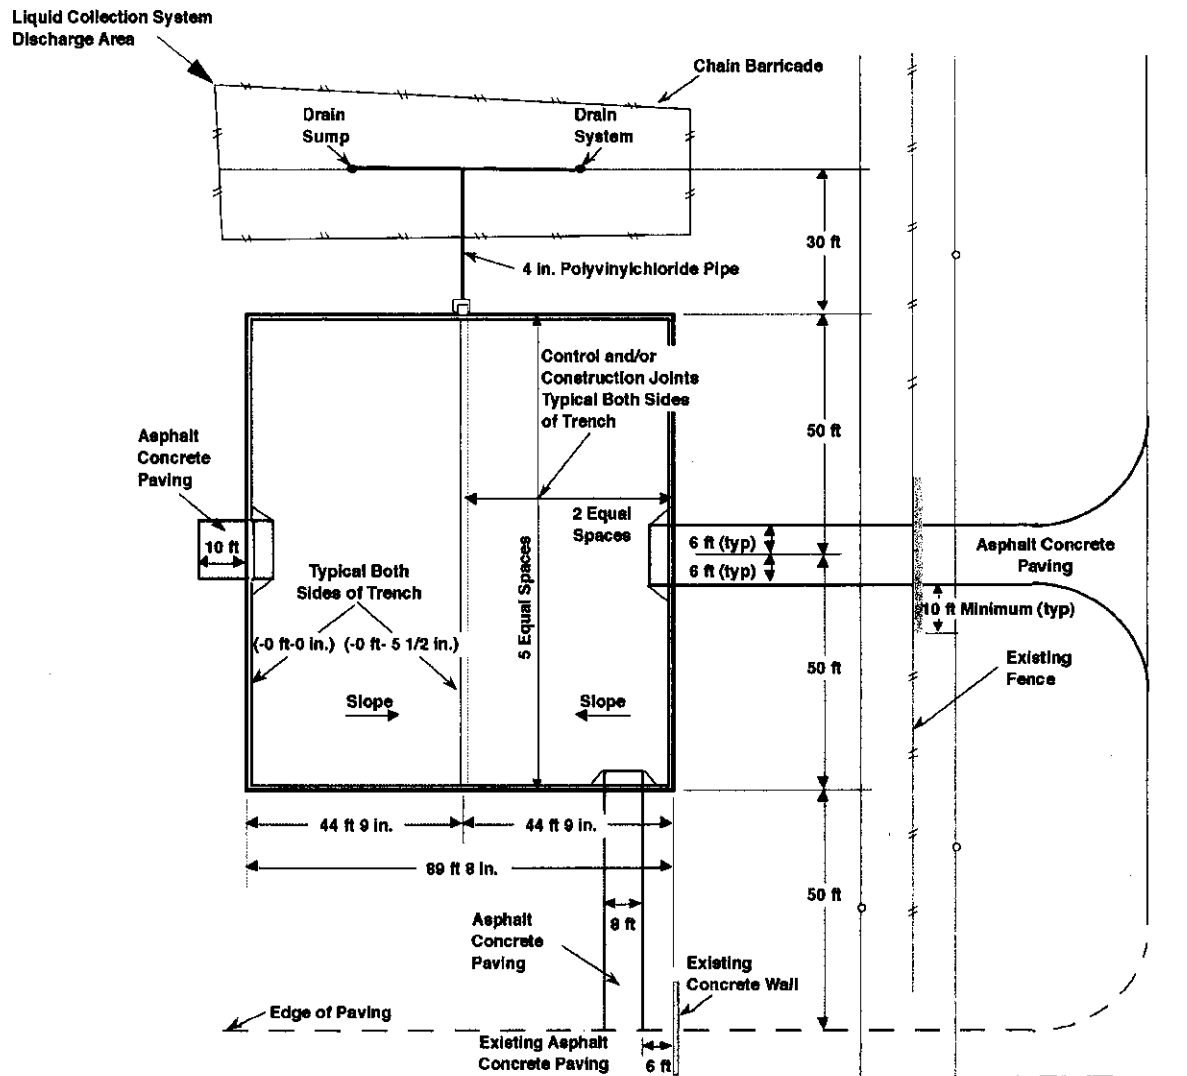 Liquid Collection System
Discharge Area
Chain Barricade
Drain
Sump
Drain
System
30 ft
4 in. Polyvinylchloride Pipe
Control and/or
Construction Joints
Typical Both Sides
of Trench
50 ft
Asphalt
Concrete
Paving
2 Equal
Spaces
10 ft
6 ft (typ)
6 ft (typ)
Asphalt Concrete
Paving
Typical Both
Sides of Trench
5 Equal Spaces
10 ft Minimum (typ)
(-0 ft-0 in.) (-0 ft- 5 1/2 in.)
50 ft
Existing
Fence
Slope
Slope
44 ft 9 in.
44 ft 9 in.
89 ft 8 in.
50 ft
8 ft
Asphalt
Concrete
Paving
Existing
Concrete Wall
Edge of Paving
Existing Asphalt
Concrete Paving
6 ft